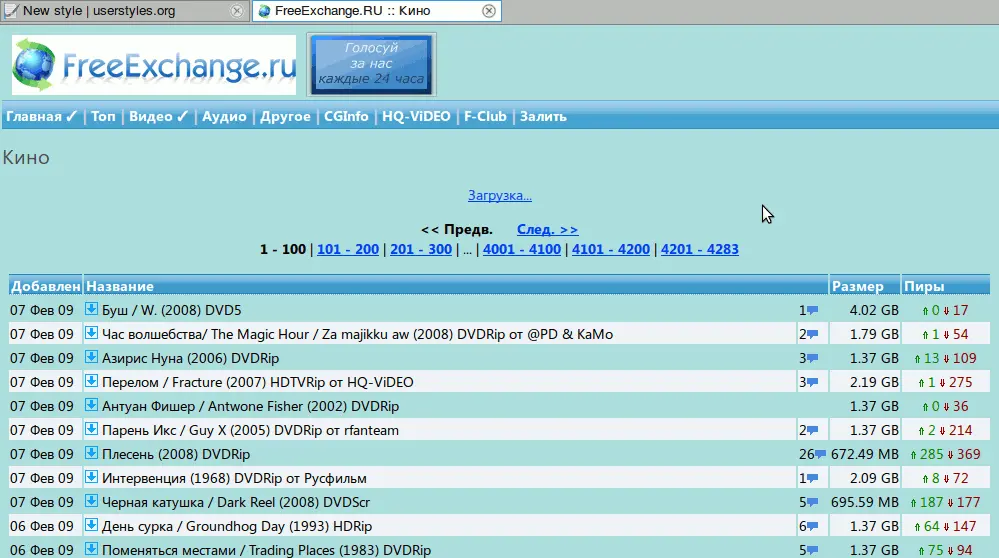 New style | userstyles.org FreeExchange.RU :: Кино
FreeExchange.ru
Голосуй
за нас
каждые 24 часа
Главная ✓ | Топ | Видео ✓ | Аудио | Другое | CGInfo | HQ-ViDEO | F-Club | Залить
Кино
Загрузка...
<< Предв. След. >>
1 - 100 | 101 - 200 | 201 - 300 | ... | 4001 - 4100 | 4101 - 4200 | 4201 - 4283
Добавлен Название Размер Пиры
07 Фев 09 Буш / W. (2008) DVD5 1 4.02 GB 0 17
07 Фев 09 Час волшебства/ The Magic Hour / Za majikku aw (2008) DVDRip от @PD & KaMo 2 1.79 GB 1 54
07 Фев 09 Азирис Нуна (2006) DVDRip 3 1.37 GB 13 109
07 Фев 09 Перелом / Fracture (2007) HDTVRip от HQ-ViDEO 3 2.19 GB 1 275
07 Фев 09 Антуан Фишер / Antwone Fisher (2002) DVDRip 1.37 GB 0 36
07 Фев 09 Парень Икс / Guy X (2005) DVDRip от rfanteam 2 1.37 GB 2 214
07 Фев 09 Плесень (2008) DVDRip 26 672.49 MB 285 369
07 Фев 09 Интервенция (1968) DVDRip от Русфильм 1 2.09 GB 8 72
07 Фев 09 Черная катушка / Dark Reel (2008) DVDScr 5 695.59 MB 187 177
06 Фев 09 День сурка / Groundhog Day (1993) HDRip 6 1.37 GB 64 147
06 Фев 09 Поменяться местами / Trading Places (1983) DVDRip 5 1.37 GB 75 94